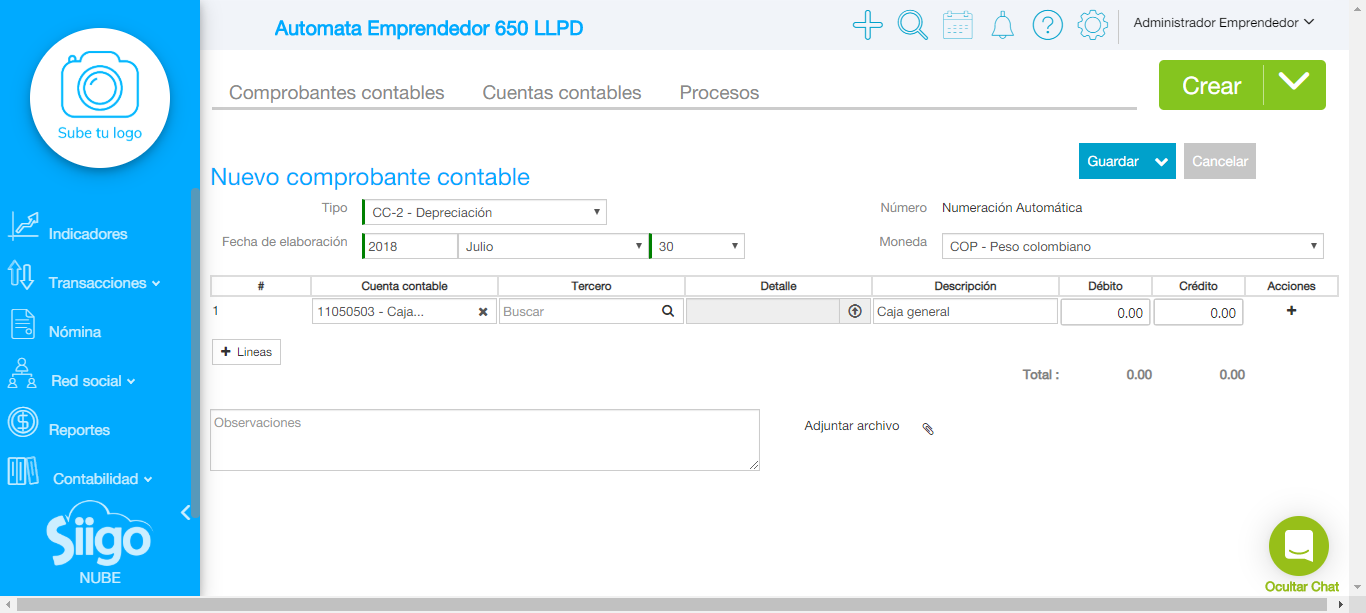 Automata Emprendedor 650 LLPD
Administrador Emprendedor
Sube tu logo
Comprobantes contables Cuentas contables Procesos
Crear
Guardar Cancelar
Nuevo comprobante contable
Tipo CC-2 - Depreciación Número Numeración Automática
Fecha de elaboración 2018 Julio 30 Moneda COP - Peso colombiano
# Cuenta contable Tercero Detalle Descripción Débito Crédito Acciones
1 11050503 - Caja... Buscar Caja general 0.00 0.00
Lineas
Total : 0.00 0.00
Observaciones
Adjuntar archivo
Indicadores
Transacciones
Nómina
Red social
Reportes
Contabilidad
Siigo
NUBE
Ocultar Chat